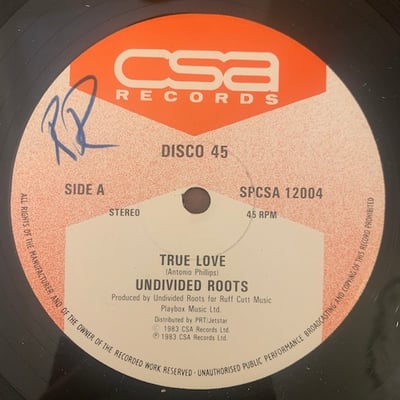 csa
RECORDS
RR
DISCO 45
SIDE A
SPCSA 12004
STEREO
45 RPM
TRUE LOVE
(Antonio Phillips)
UNDIVIDED ROOTS
Produced by Undivided Roots for Ruff Cutt Music
Playbox Music Ltd.
Distributed by PRT/Jetstar
℗ 1983 CSA Records Ltd.
© 1983 CSA Records Ltd.
ALL RIGHTS OF THE MANUFACTURER AND OF THE OWNER OF THE RECORDED WORK RESERVED - UNAUTHORISED PUBLIC PERFORMANCE BROADCASTING AND COPYING OF THIS RECORD PROHIBITED